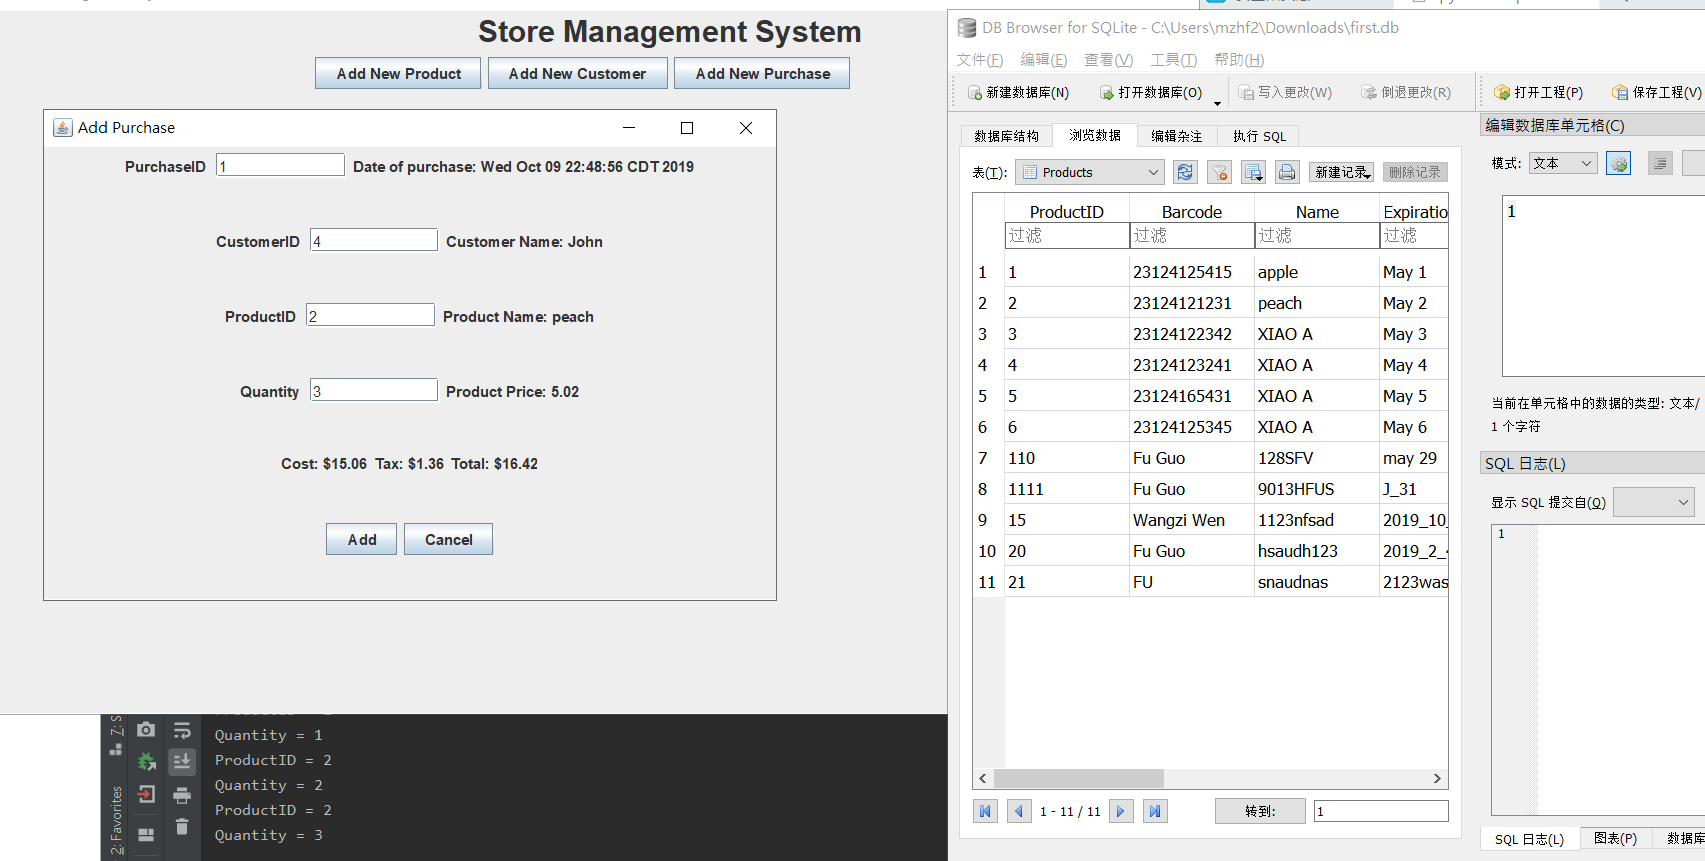 Store Management System
Add New Product Add New Customer Add New Purchase
Add Purchase
PurchaseID 1 Date of purchase: Wed Oct 09 22:48:56 CDT 2019
CustomerID 4 Customer Name: John
ProductID 2 Product Name: peach
Quantity 3 Product Price: 5.02
Cost: $15.06 Tax: $1.36 Total: $16.42
Add Cancel
Quantity = 1
ProductID = 2
Quantity = 2
ProductID = 2
Quantity = 3
Z: S
2: Favorites
DB Browser for SQLite - C:\Users\mzhf2\Downloads\first.db
文件(F) 编辑(E) 查看(V) 工具(T) 帮助(H)
新建数据库(N) 打开数据库(O) 写入更改(W) 倒退更改(R) 打开工程(P) 保存工程(V)
数据库结构 浏览数据 编辑杂注 执行 SQL
表(T): Products 新建记录 删除记录
ProductID Barcode Name Expiratio
过滤 过滤 过滤 过滤
1 1 23124125415 apple May 1
2 2 23124121231 peach May 2
3 3 23124122342 XIAO A May 3
4 4 23124123241 XIAO A May 4
5 5 23124165431 XIAO A May 5
6 6 23124125345 XIAO A May 6
7 110 Fu Guo 128SFV may 29
8 1111 Fu Guo 9013HFUS J_31
9 15 Wangzi Wen 1123nfsad 2019_10_
10 20 Fu Guo hsaudh123 2019_2_4
11 21 FU snaudnas 2123was
1 - 11 / 11 转到: 1
编辑数据库单元格(C)
模式: 文本
1
当前在单元格中的数据的类型: 文本/
1 个字符
SQL 日志(L)
显示 SQL 提交自(Q)
1
SQL 日志(L) 图表(P) 数据库